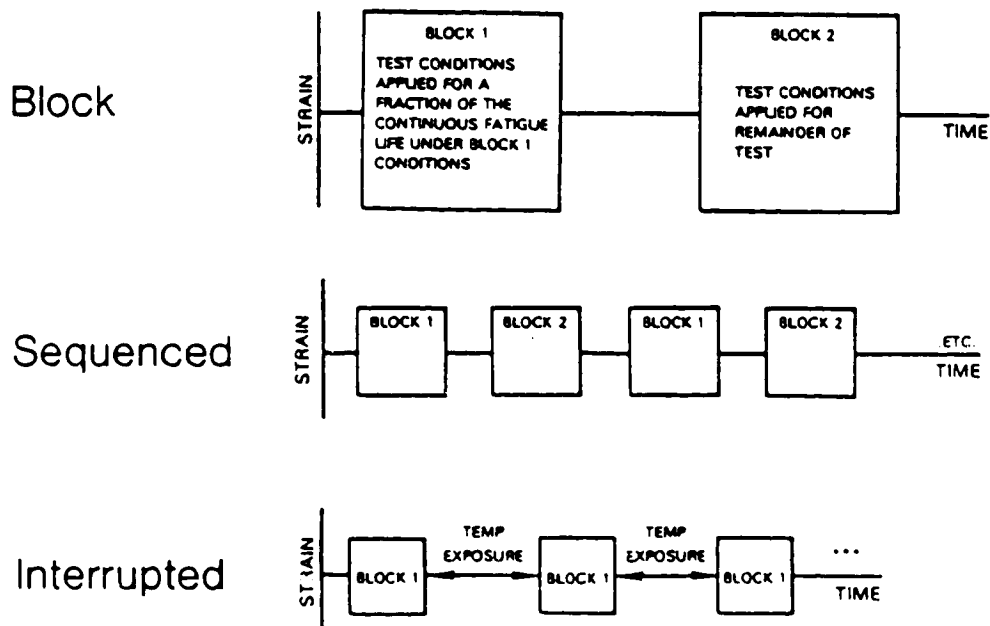 Block
STRAIN
BLOCK 1
TEST CONDITIONS
APPLIED FOR A
FRACTION OF THE
CONTINUOUS FATIGUE
LIFE UNDER BLOCK 1
CONDITIONS
BLOCK 2
TEST CONDITIONS
APPLIED FOR
REMAINDER OF
TEST
TIME
Sequenced
STRAIN
BLOCK 1
BLOCK 2
BLOCK 1
BLOCK 2
ETC.
TIME
Interrupted
STRAIN
BLOCK 1
TEMP
EXPOSURE
BLOCK 1
TEMP
EXPOSURE
BLOCK 1
...
TIME